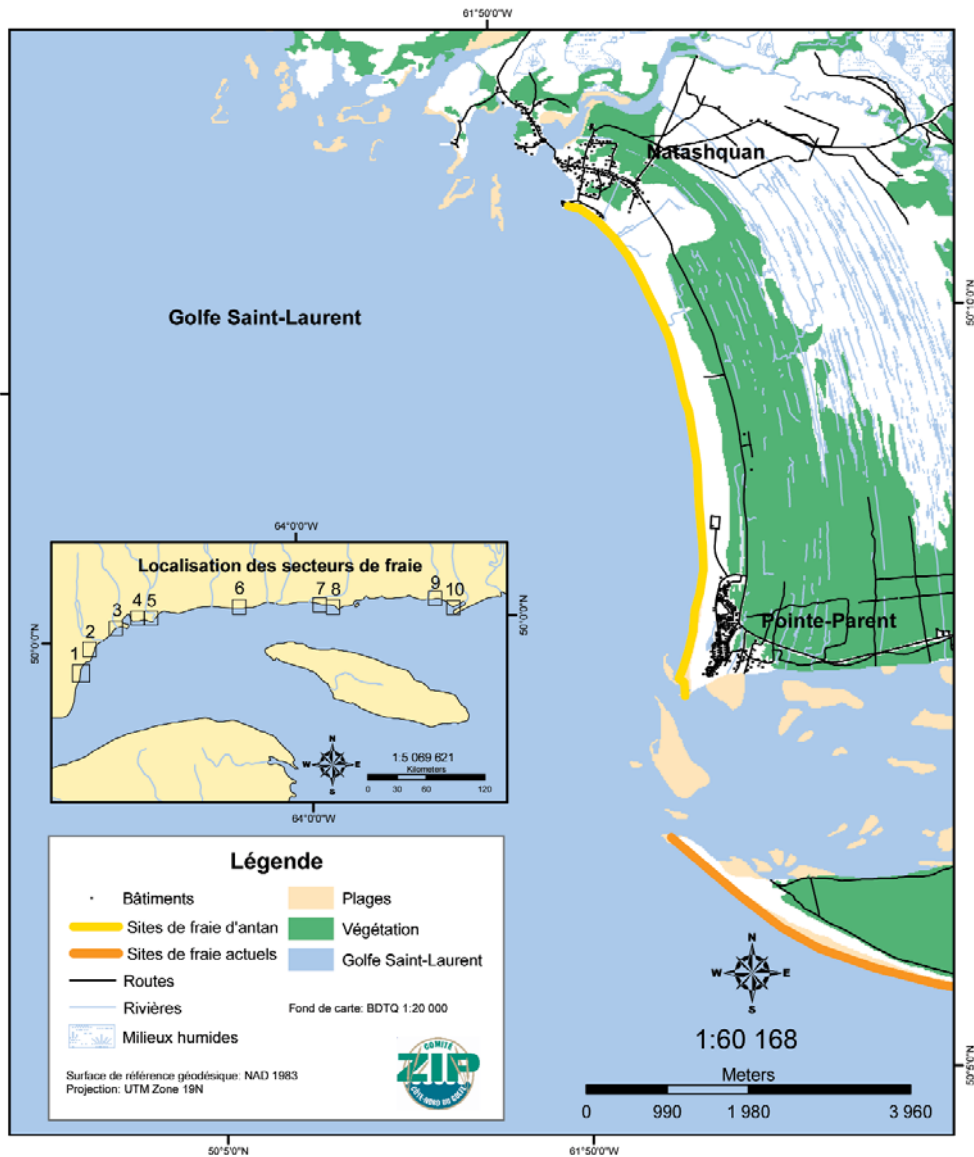 61°50'0"W
Natashquan
50°10'0"N
Golfe Saint-Laurent
64°0'0"W
Localisation des secteurs de fraie
1
2
3
4
5
6
7
8
9
10
50°0'0"N
50°0'0"N
N
W
E
S
1:5 069 621
Kilometers
0 30 60 120
64°0'0"W
Pointe-Parent
Légende
Bâtiments
Sites de fraie d'antan
Sites de fraie actuels
Routes
Rivières
Milieux humides
Plages
Végétation
Golfe Saint-Laurent
Fond de carte: BDTQ 1:20 000
Surface de référence géodésique: NAD 1983
Projection: UTM Zone 19N
COMITÉ
ZIP
CÔTE-NORD DU GOLFE
N
W
E
S
1:60 168
Meters
0 990 1 980 3 960
50°5'0"N
50°5'0"N
61°50'0"W